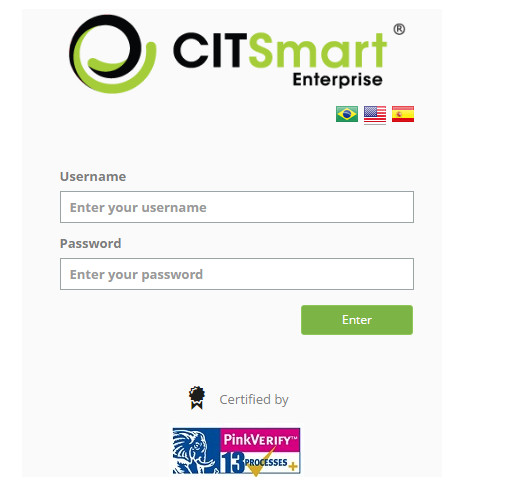 CITSmart®
Enterprise
Username
Enter your username
Password
Enter your password
Enter
Certified by
PINKVERIFY™
13 PROCESSES +